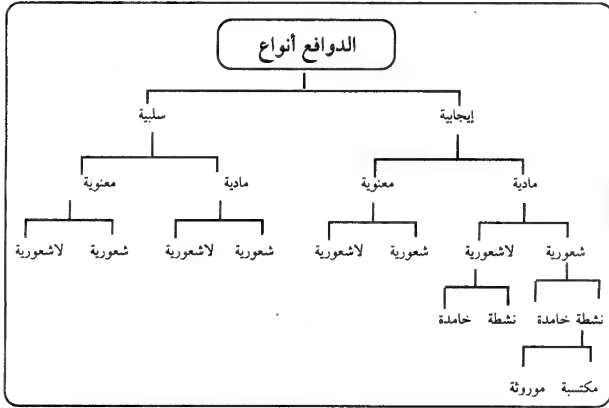 الدوافع أنواع
إيجابية سلبية
مادية معنوية مادية معنوية
شعورية لاشعورية شعورية لاشعورية شعورية لاشعورية شعورية لاشعورية
نشطة خامدة نشطة خامدة
مكتسبة موروثة